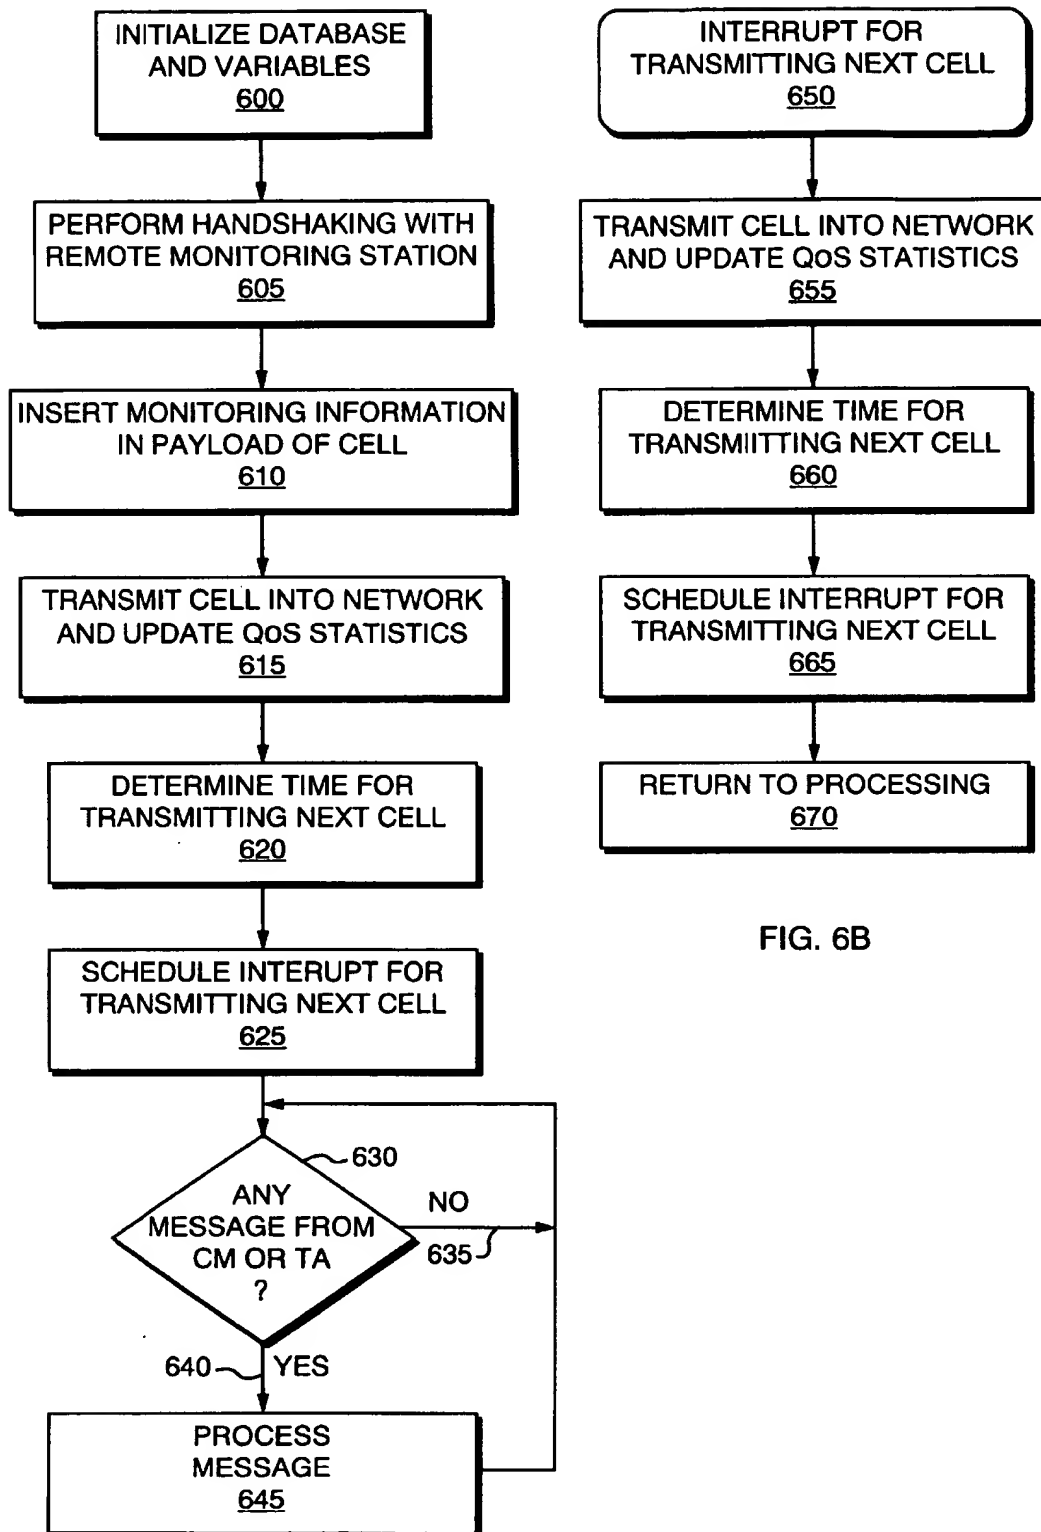 INITIALIZE DATABASE
AND VARIABLES
600
PERFORM HANDSHAKING WITH
REMOTE MONITORING STATION
605
INSERT MONITORING INFORMATION
IN PAYLOAD OF CELL
610
TRANSMIT CELL INTO NETWORK
AND UPDATE QoS STATISTICS
615
DETERMINE TIME FOR
TRANSMITTING NEXT CELL
620
SCHEDULE INTERUPT FOR
TRANSMITTING NEXT CELL
625
630
ANY
MESSAGE FROM
CM OR TA
?
NO
635
640
YES
PROCESS
MESSAGE
645
INTERRUPT FOR
TRANSMITTING NEXT CELL
650
TRANSMIT CELL INTO NETWORK
AND UPDATE QoS STATISTICS
655
DETERMINE TIME FOR
TRANSMIITTING NEXT CELL
660
SCHEDULE INTERRUPT FOR
TRANSMITTING NEXT CELL
665
RETURN TO PROCESSING
670
FIG. 6B